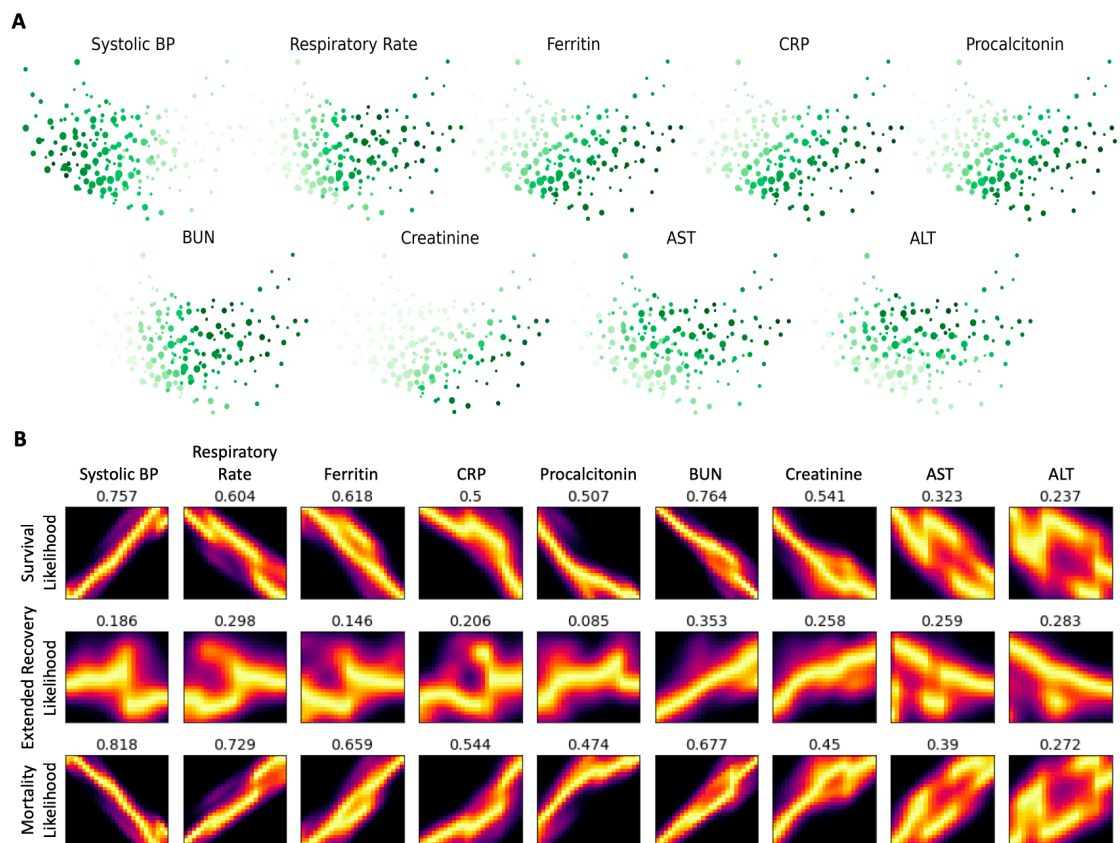 A
Systolic BP Respiratory Rate Ferritin CRP Procalcitonin
BUN Creatinine AST ALT
B
Systolic BP Respiratory Rate Ferritin CRP Procalcitonin BUN Creatinine AST ALT
0.757 0.604 0.618 0.5 0.507 0.764 0.541 0.323 0.237
Survival Likelihood
0.186 0.298 0.146 0.206 0.085 0.353 0.258 0.259 0.283
Extended Recovery Likelihood
0.818 0.729 0.659 0.544 0.474 0.677 0.45 0.39 0.272
Mortality Likelihood